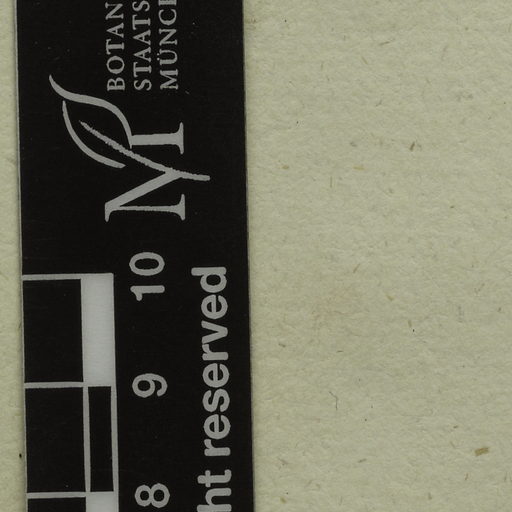 BOTAN
STAATS
MÜNCH
M
10
9
8
ht reserved